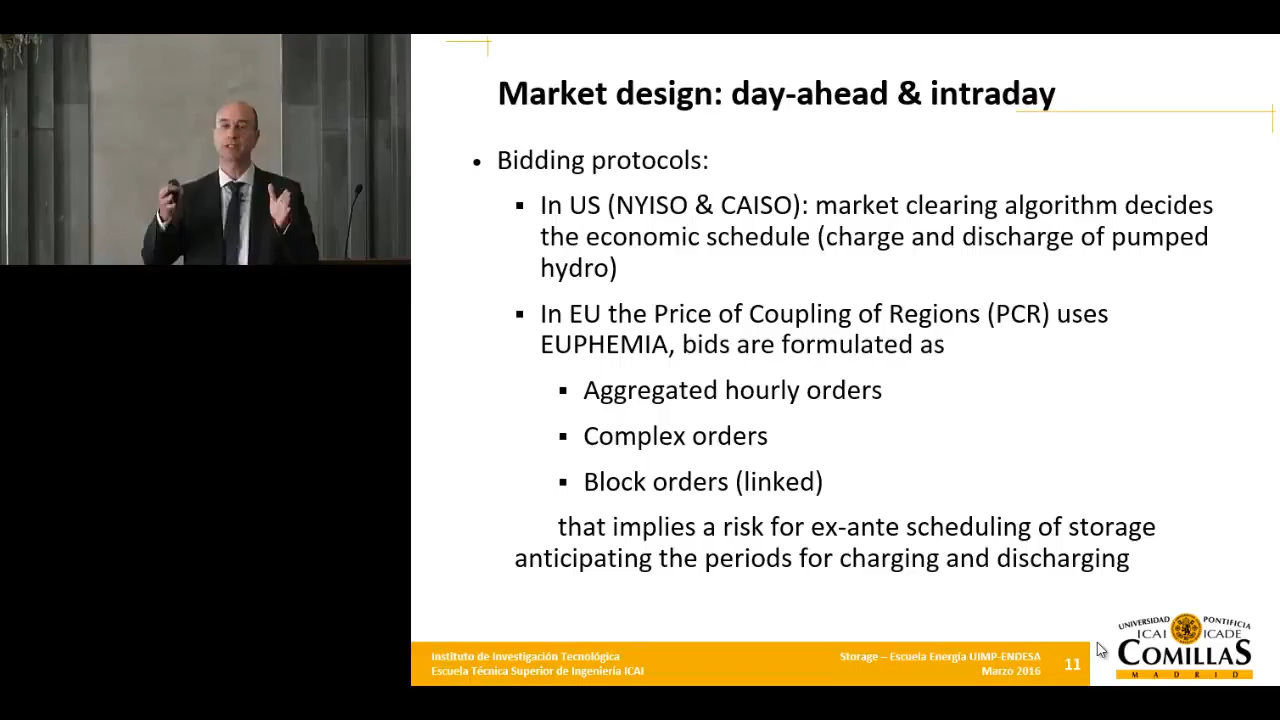 Market design: day-ahead & intraday
• Bidding protocols:
▪ In US (NYISO & CAISO): market clearing algorithm decides
the economic schedule (charge and discharge of pumped
hydro)
▪ In EU the Price of Coupling of Regions (PCR) uses
EUPHEMIA, bids are formulated as
▪ Aggregated hourly orders
▪ Complex orders
▪ Block orders (linked)
that implies a risk for ex-ante scheduling of storage
anticipating the periods for charging and discharging
Instituto de Investigación Tecnológica
Escuela Técnica Superior de Ingeniería ICAI
Storage – Escuela Energía UIMP-ENDESA
Marzo 2016
11
UNIVERSIDAD PONTIFICIA
ICAI ICADE
COMILLAS
MADRID